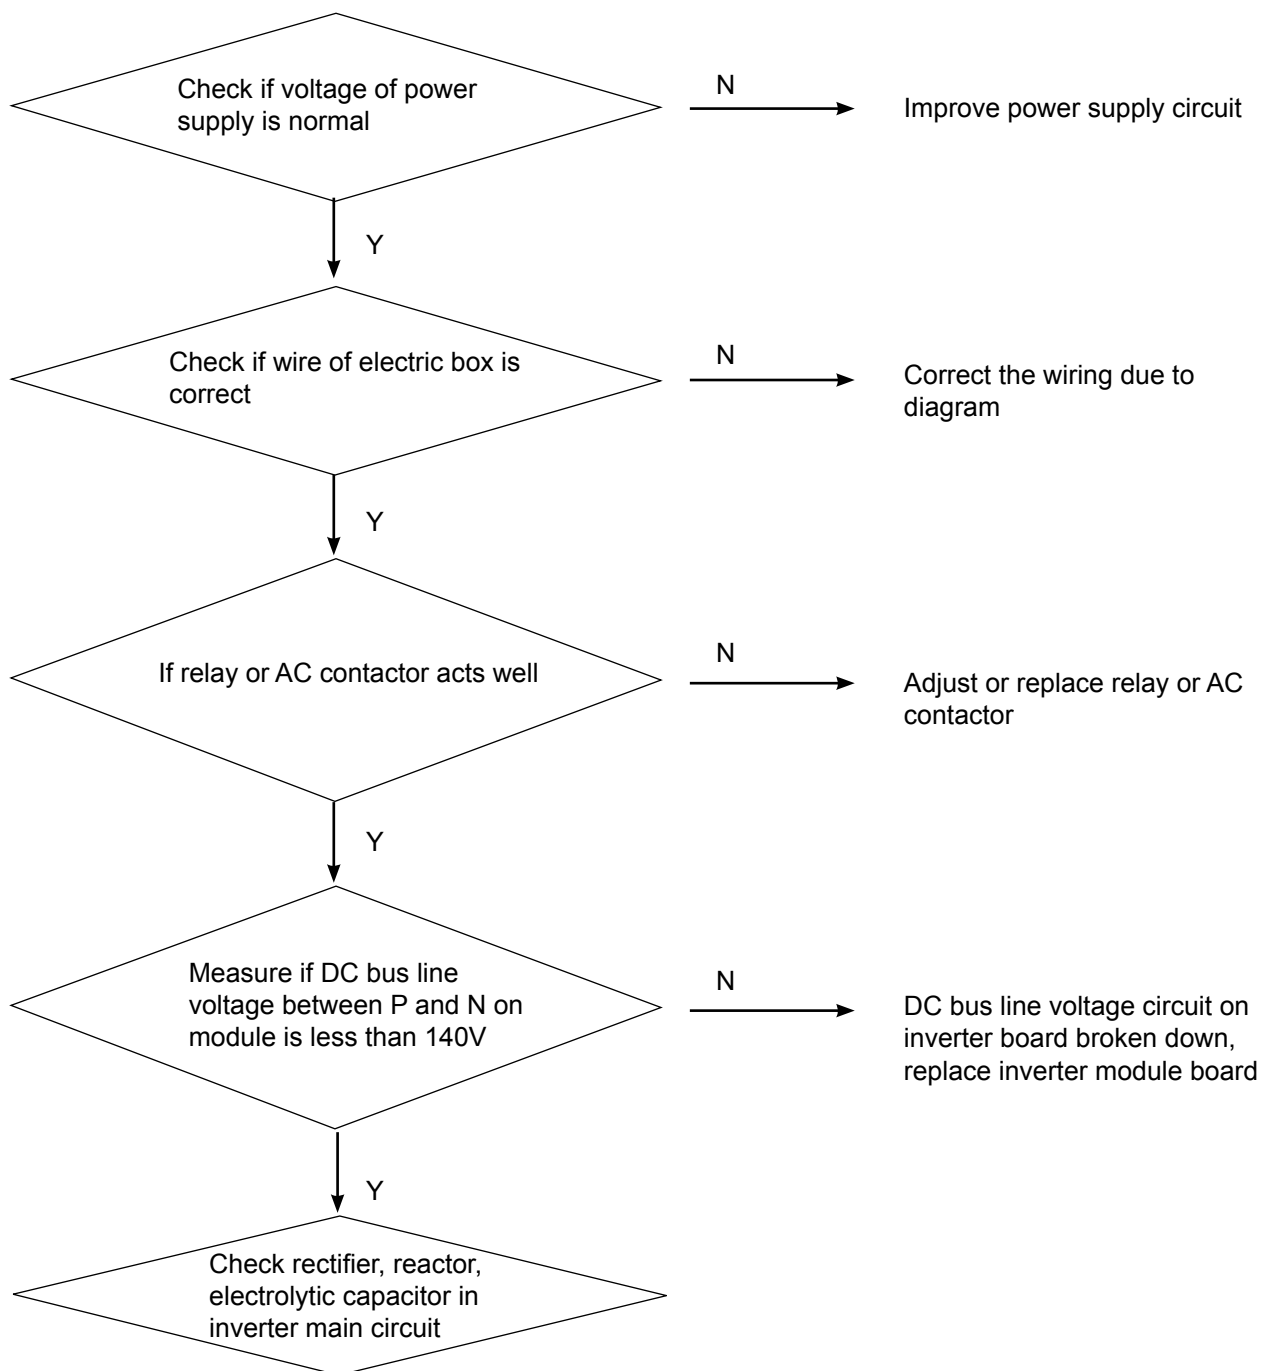 Check if voltage of power
supply is normal
N
Improve power supply circuit
Y
Check if wire of electric box is
correct
N
Correct the wiring due to
diagram
Y
If relay or AC contactor acts well
N
Adjust or replace relay or AC
contactor
Y
Measure if DC bus line
voltage between P and N on
module is less than 140V
N
DC bus line voltage circuit on
inverter board broken down,
replace inverter module board
Y
Check rectifier, reactor,
electrolytic capacitor in
inverter main circuit